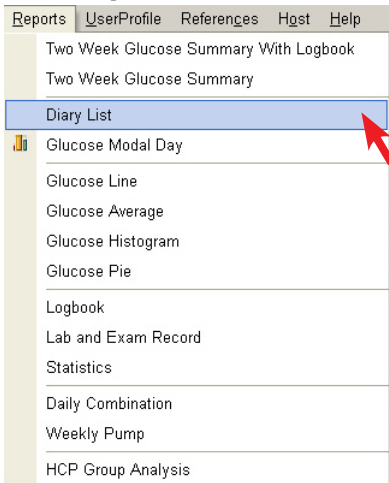 Reports UserProfile References Host Help
Two Week Glucose Summary With Logbook
Two Week Glucose Summary
Diary List
Glucose Modal Day
Glucose Line
Glucose Average
Glucose Histogram
Glucose Pie
Logbook
Lab and Exam Record
Statistics
Daily Combination
Weekly Pump
HCP Group Analysis